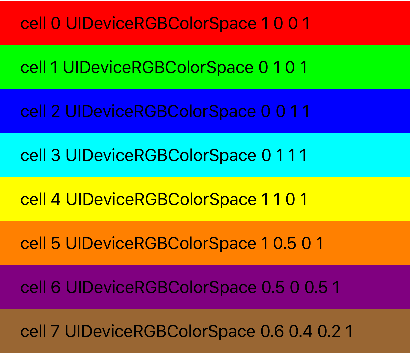 cell 0 UIDeviceRGBColorSpace 1 0 0 1
cell 1 UIDeviceRGBColorSpace 0 1 0 1
cell 2 UIDeviceRGBColorSpace 0 0 1 1
cell 3 UIDeviceRGBColorSpace 0 1 1 1
cell 4 UIDeviceRGBColorSpace 1 1 0 1
cell 5 UIDeviceRGBColorSpace 1 0.5 0 1
cell 6 UIDeviceRGBColorSpace 0.5 0 0.5 1
cell 7 UIDeviceRGBColorSpace 0.6 0.4 0.2 1